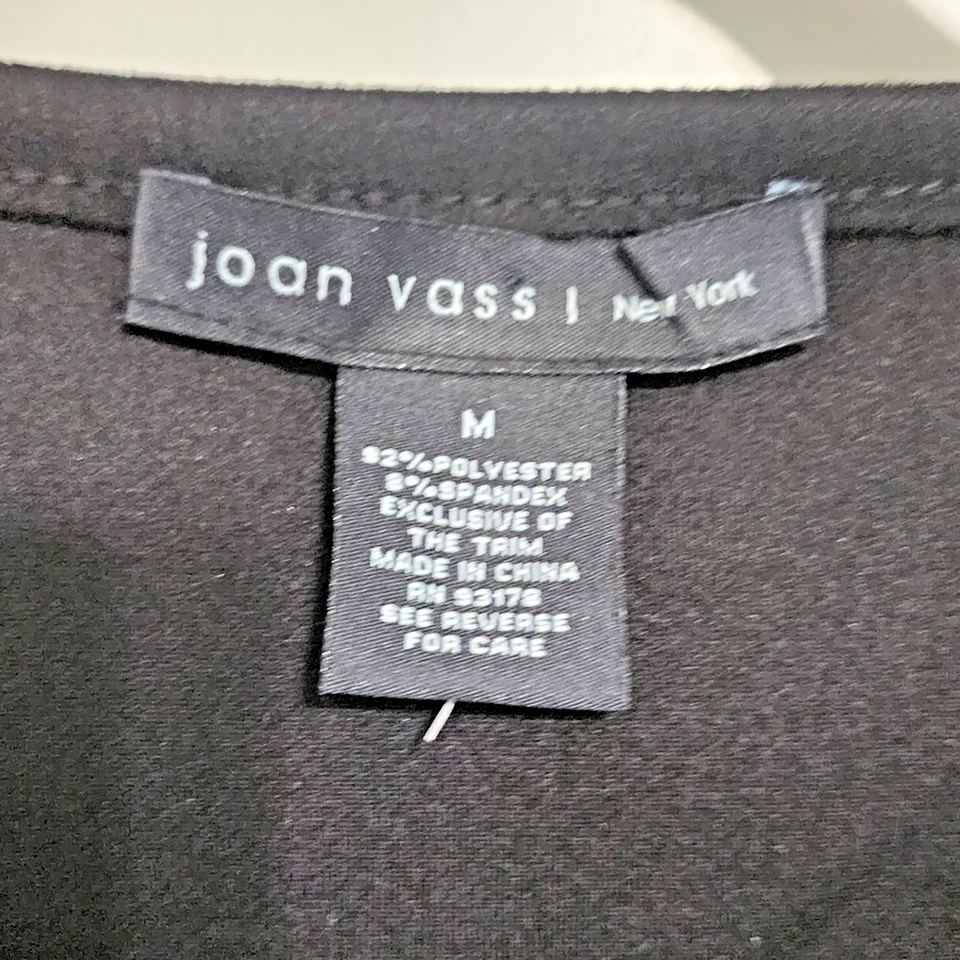 joan vass | New York
M
92%POLYESTER
8%SPANDEX
EXCLUSIVE OF
THE TRIM
MADE IN CHINA
RN 93178
SEE REVERSE
FOR CARE